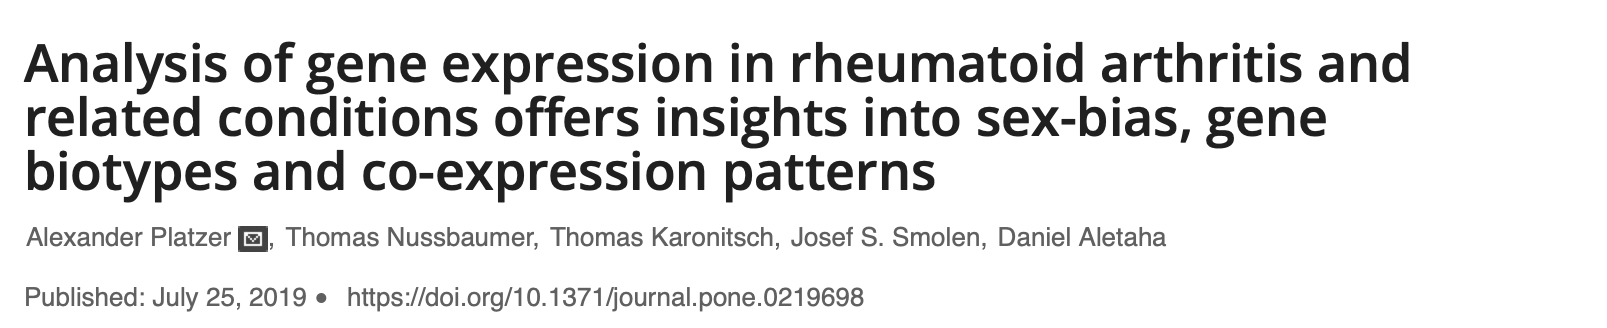 Analysis of gene expression in rheumatoid arthritis and
related conditions offers insights into sex-bias, gene
biotypes and co-expression patterns
Alexander Platzer , Thomas Nussbaumer, Thomas Karonitsch, Josef S. Smolen, Daniel Aletaha
Published: July 25, 2019 • https://doi.org/10.1371/journal.pone.0219698